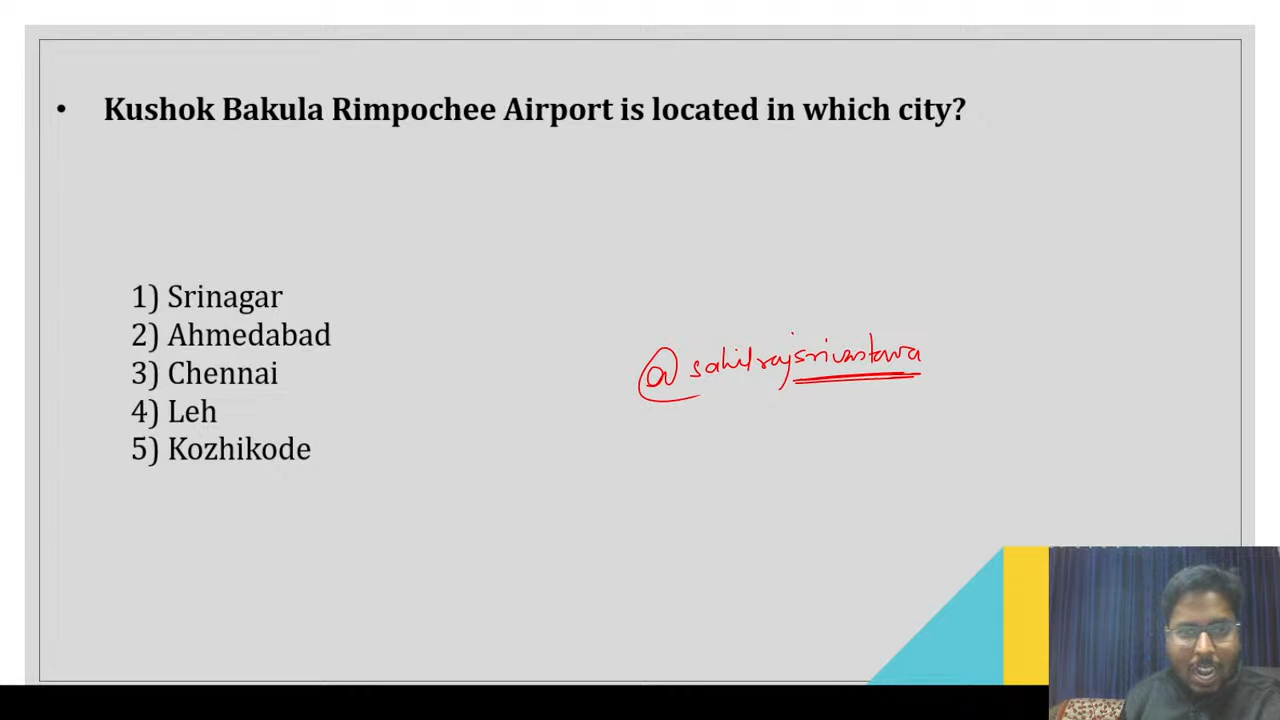 • Kushok Bakula Rimpochee Airport is located in which city?
1) Srinagar
2) Ahmedabad
3) Chennai
4) Leh
5) Kozhikode
@sahilrajsrivastava